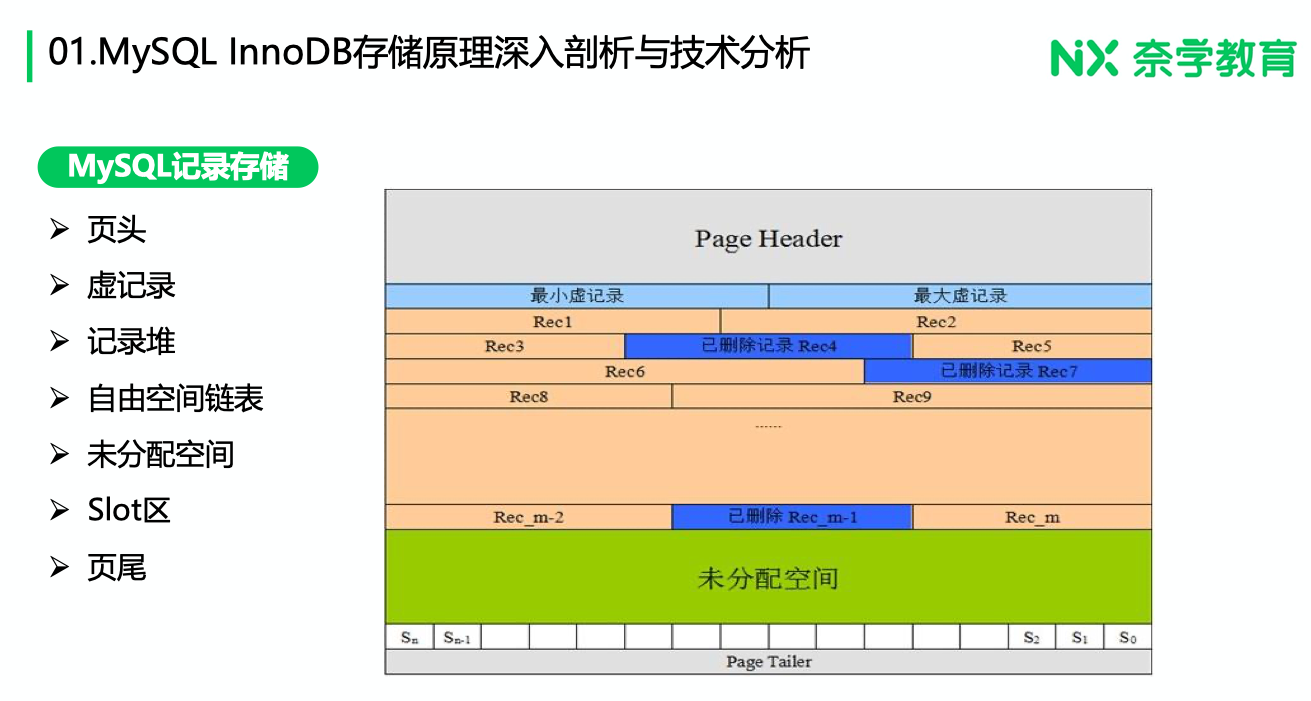 01.MySQL InnoDB存储原理深入剖析与技术分析
NX 奈学教育
MySQL记录存储
页头
虚记录
记录堆
自由空间链表
未分配空间
Slot区
页尾
Page Header
最小虚记录 最大虚记录
Rec1 Rec2
Rec3 已删除记录 Rec4 Rec5
Rec6 已删除记录 Rec7
Rec8 Rec9
......
Rec_m-2 已删除 Rec_m-1 Rec_m
未分配空间
Sn Sn-1 S2 S1 S0
Page Tailer